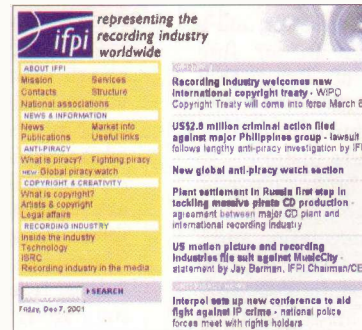 ifpi
representing the
recording industry
worldwide
ABOUT IFPI
Mission Services
Contacts Structure
National associations
NEWS & INFORMATION
News Market info
Publications Useful links
ANTI-PIRACY
What is piracy? Fighting piracy
NEW Global piracy watch
COPYRIGHT & CREATIVITY
What is copyright?
Artists & copyright
Legal affairs
RECORDING INDUSTRY
Inside the industry
Technology
ISRC
Recording industry in the media
SEARCH
Friday, Dec 7, 2001
Recording Industry welcomes new
international copyright treaty - WIPO
Copyright Treaty will come into force March 6
US$2.8 million criminal action filed
against major Philippines group - lawsuit
follows lengthy anti-piracy investigation by IFPI
New global anti-piracy watch section
Plant settlement in Russia first step in
tackling massive pirate CD production -
agreement between major CD plant and
international recording industry
US motion picture and recording
industries file suit against MusicCity -
statement by Jay Berman, IFPI Chairman/CE
Interpol sets up new conference to aid
fight against IP crime - national police
forces meet with rights holders